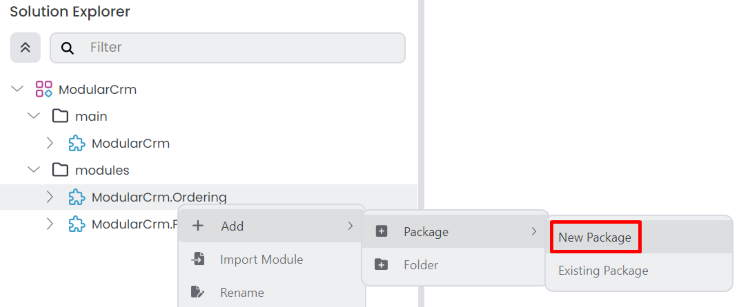 Solution Explorer
Filter
ModularCrm
main
ModularCrm
modules
ModularCrm.Ordering
ModularCrm.
Add
Package
New Package
Import Module
Folder
Existing Package
Rename